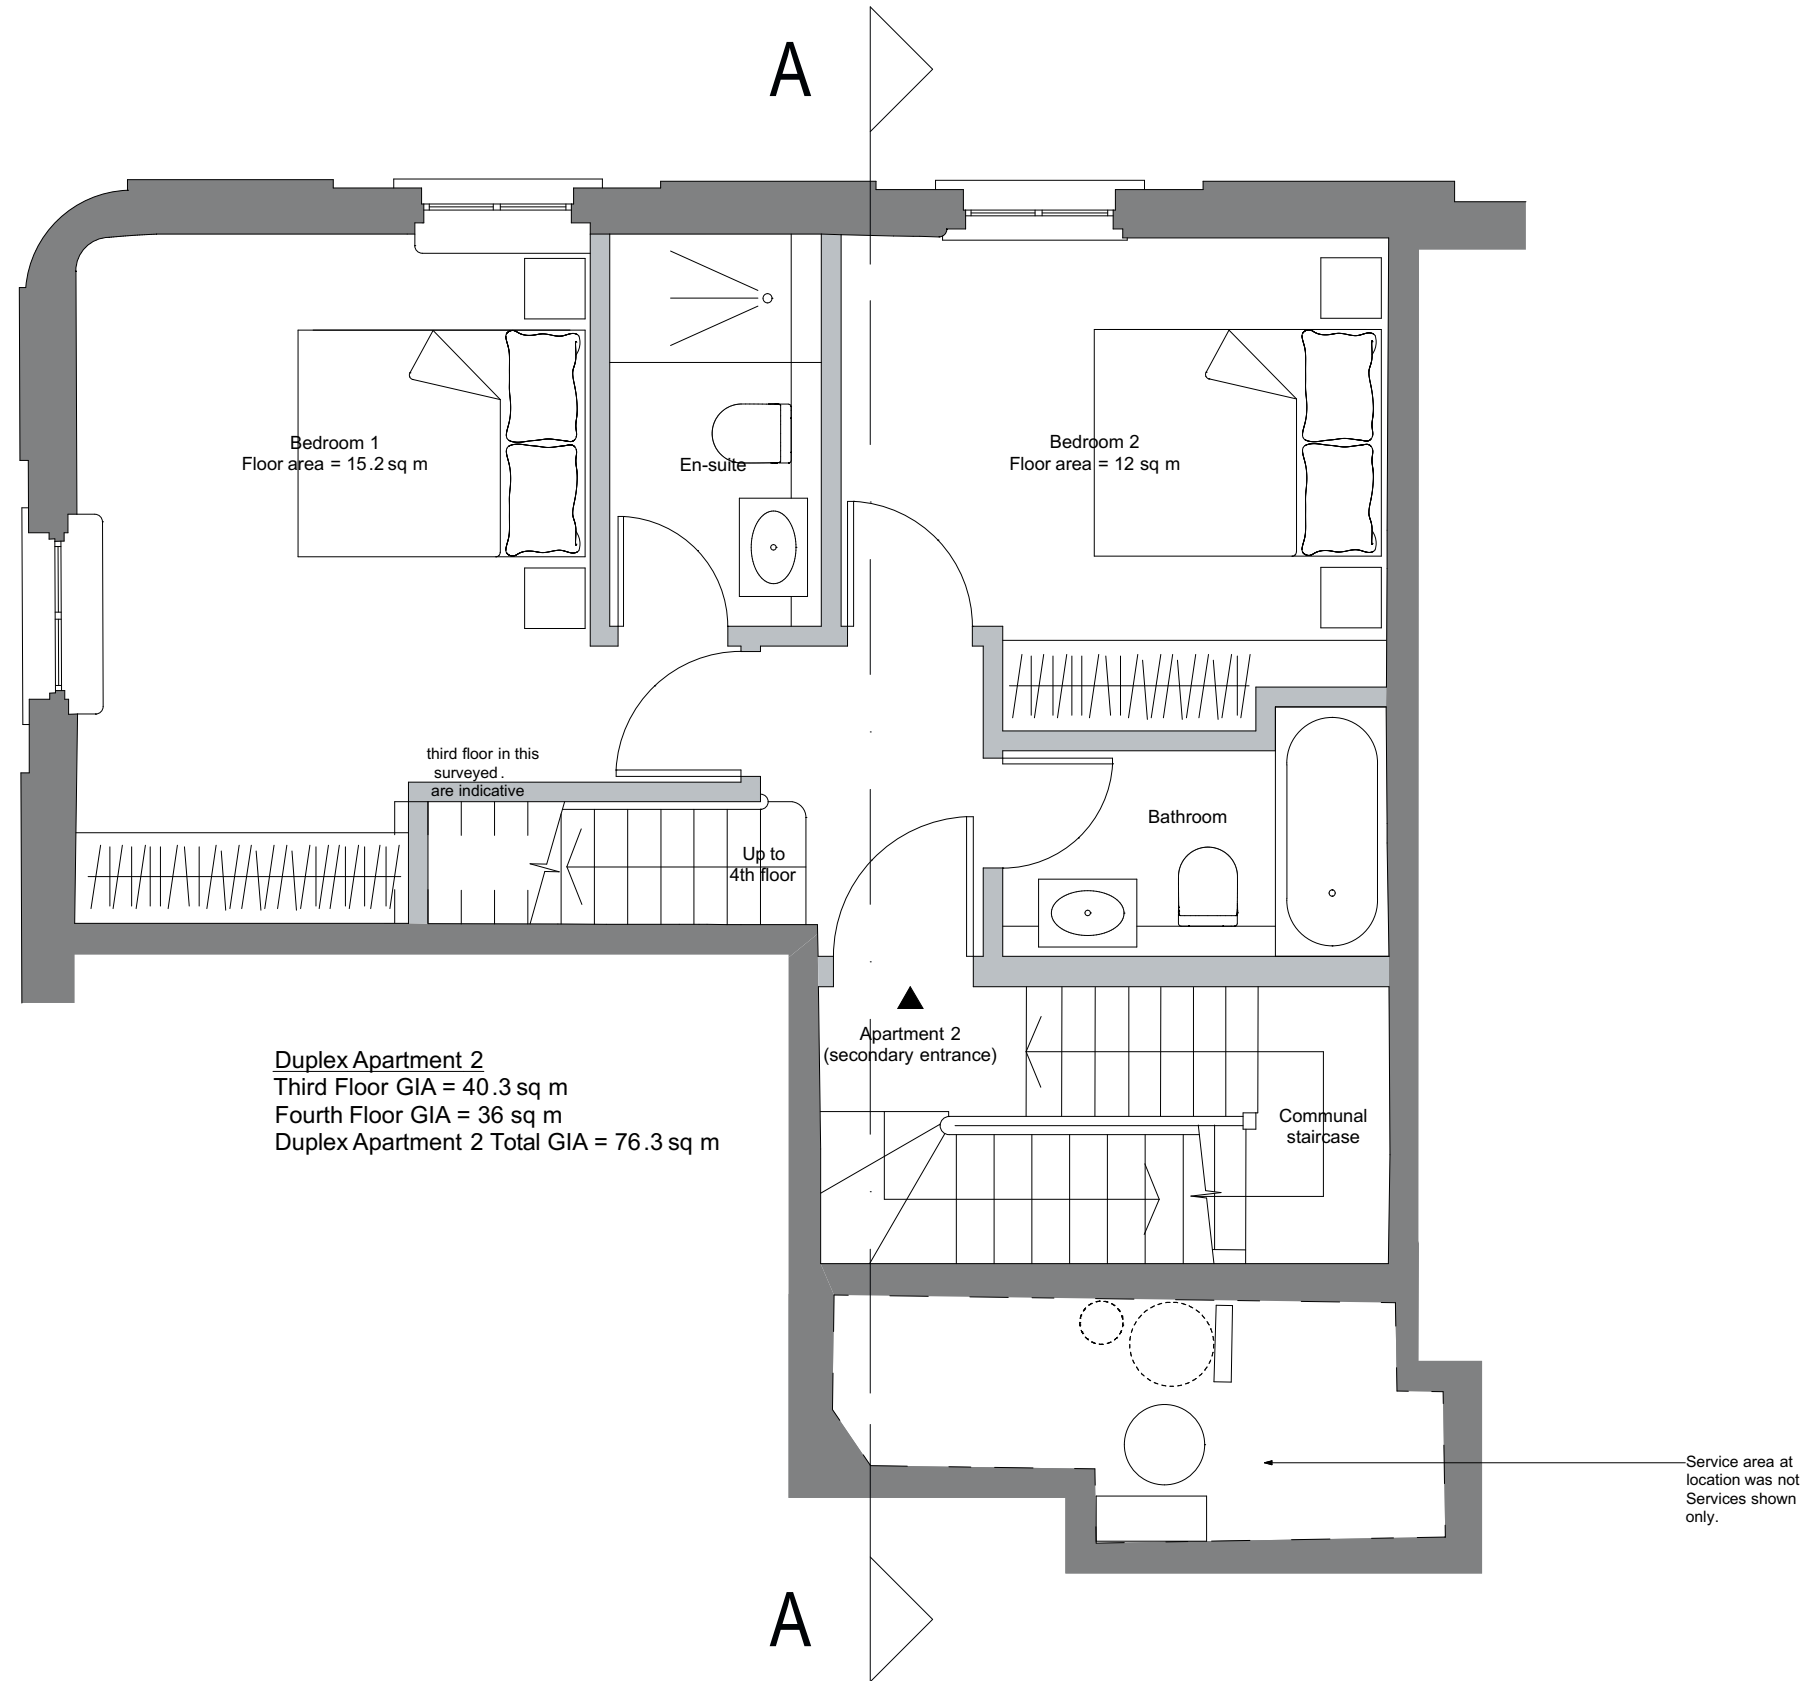 A
Bedroom 1
Floor area = 15.2 sq m
En-suite
Bedroom 2
Floor area = 12 sq m
third floor in this
surveyed.
are indicative
Up to
4th floor
Bathroom
Apartment 2
(secondary entrance)
Communal
staircase
Duplex Apartment 2
Third Floor GIA = 40.3 sq m
Fourth Floor GIA = 36 sq m
Duplex Apartment 2 Total GIA = 76.3 sq m
Service area at
location was not
Services shown
only.
A